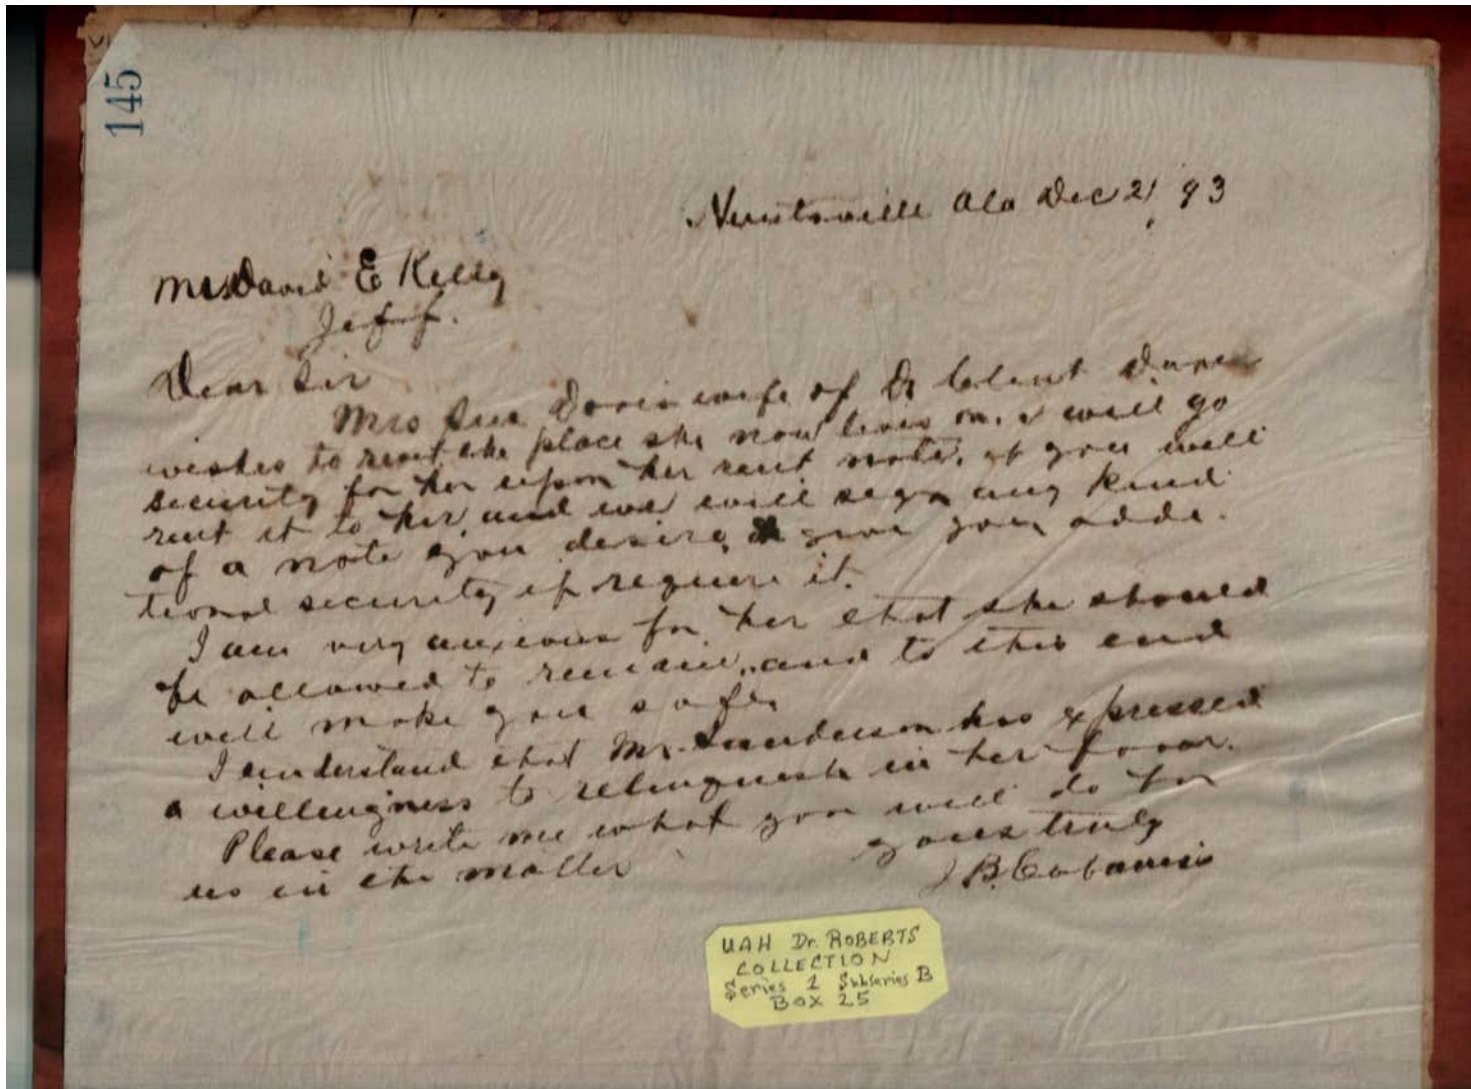 145
Huntsville Ala Dec 21, 93
Mr David E Kelly
Jeff.
Dear Sir
Mrs Sue Davis wife of Dr Clint Davis
wishes to rent the place she now lives on. I will go
security for her upon her rent note, if you will
rent it to her, and we will sign any kind
of a note you desire, & give you addi-
tional security if require it.
I am very anxious for her that she should
be allowed to remain, and to this end
will make you safe
I understand that Mr. Sanderson has expressed
a willingness to relinquish in her favor.
Please write me what you will do for
us in the matter
yours truly
J B. Cabaniss
UAH Dr. ROBERTS
COLLECTION
Series 1 Subseries B
BOX 25